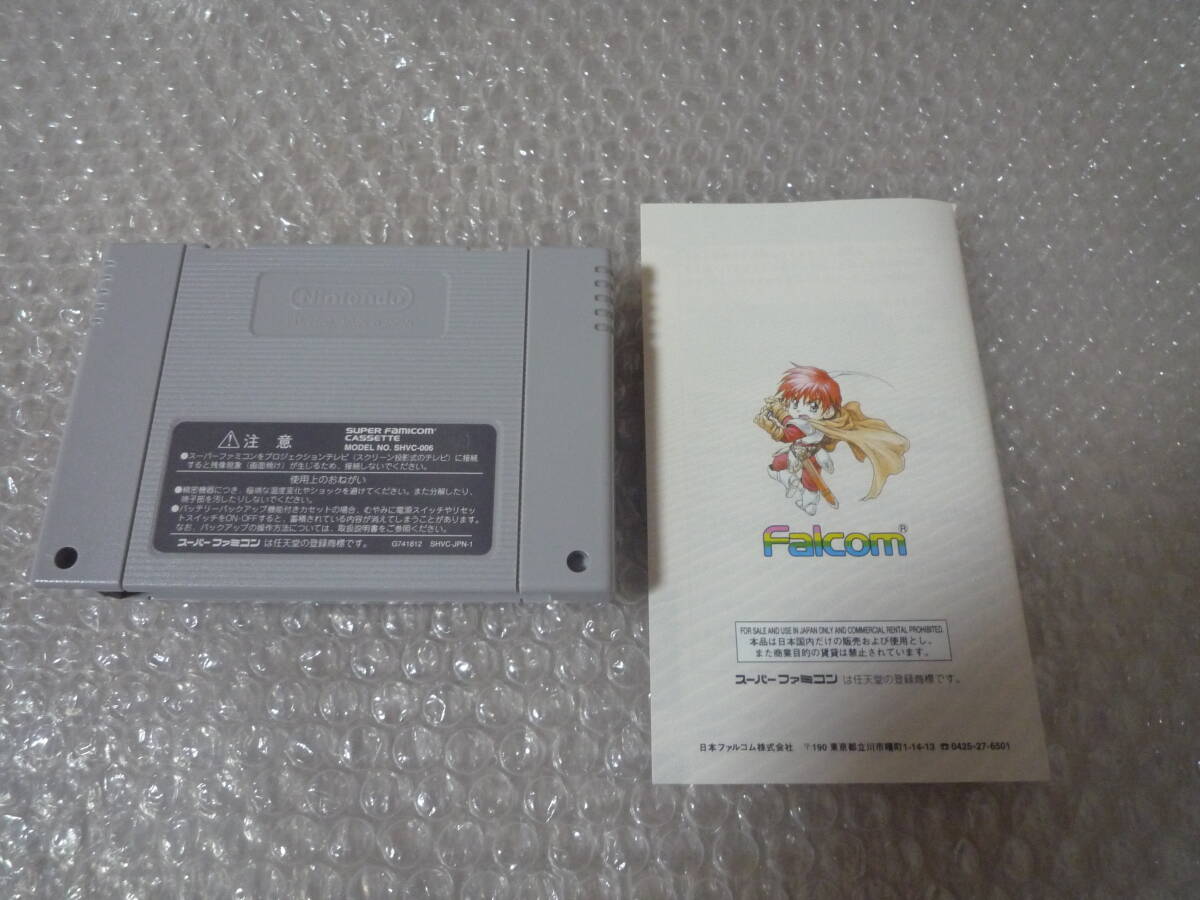 Nintendo
⚠注 意
SUPER FAMICOM
CASSETTE
MODEL NO. SHVC-006
●スーパーファミコンをプロジェクションテレビ(スクリーン投影式のテレビ)に接続
すると残像現象(画面焼け)が生じるため、接続しないでください。
使用上のおねがい
●精密機器につき、極端な温度変化やショックを避けてください。また分解したり、
端子部を汚したりしないでください。
●バッテリーバックアップ機能付きカセットの場合、むやみに電源スイッチやリセッ
トスイッチをON・OFFすると、蓄積されている内容が消えてしまうことがあります。
なお、バックアップの操作方法については、取扱説明書をご参照ください。
スーパーファミコン は任天堂の登録商標です。 G741612 SHVC-JPN-1
Falcom®
FOR SALE AND USE IN JAPAN ONLY AND COMMERCIAL RENTAL PROHIBITED.
本品は日本国内だけの販売および使用とし、
また商業目的の賃貸は禁止されています。
スーパーファミコン は任天堂の登録商標です。
日本ファルコム株式会社 〒190 東京都立川市曙町1-14-13 ☎0425-27-6501